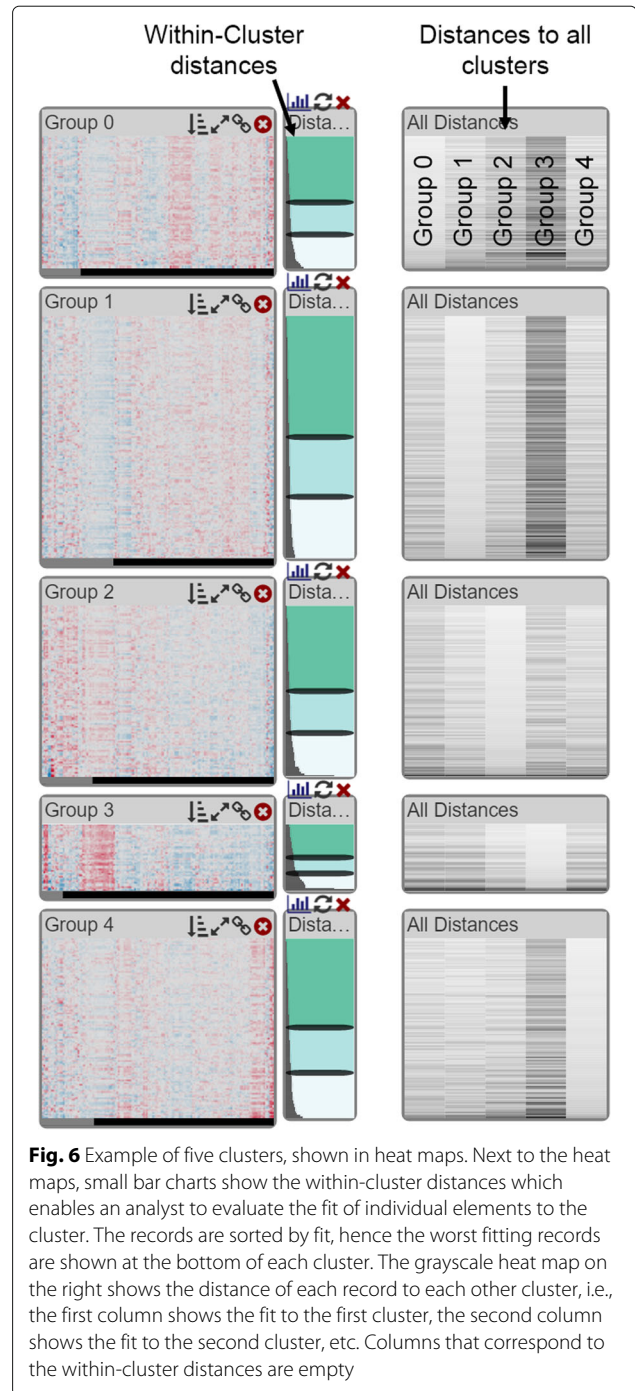 Within-Cluster
distances
Distances to all
clusters
Group 0
Dista...
All Distances
Group 0
Group 1
Group 2
Group 3
Group 4
Group 1
Dista...
All Distances
Group 2
Dista...
All Distances
Group 3
Dista...
All Distances
Group 4
Dista...
All Distances
Fig. 6 Example of five clusters, shown in heat maps. Next to the heat
maps, small bar charts show the within-cluster distances which
enables an analyst to evaluate the fit of individual elements to the
cluster. The records are sorted by fit, hence the worst fitting records
are shown at the bottom of each cluster. The grayscale heat map on
the right shows the distance of each record to each other cluster, i.e.,
the first column shows the fit to the first cluster, the second column
shows the fit to the second cluster, etc. Columns that correspond to
the within-cluster distances are empty